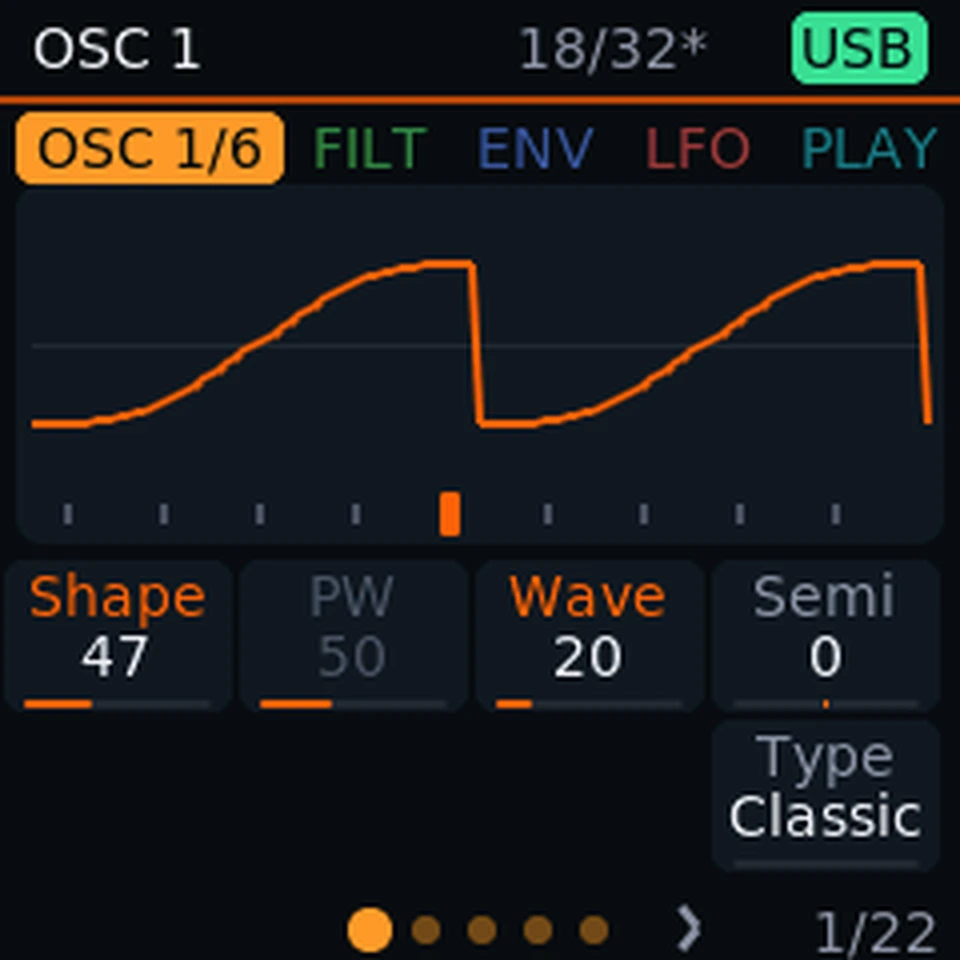 OSC 1 18/32* USB
OSC 1/6 FILT ENV LFO PLAY
Shape PW Wave Semi
47 50 20 0
Type
Classic
1/22